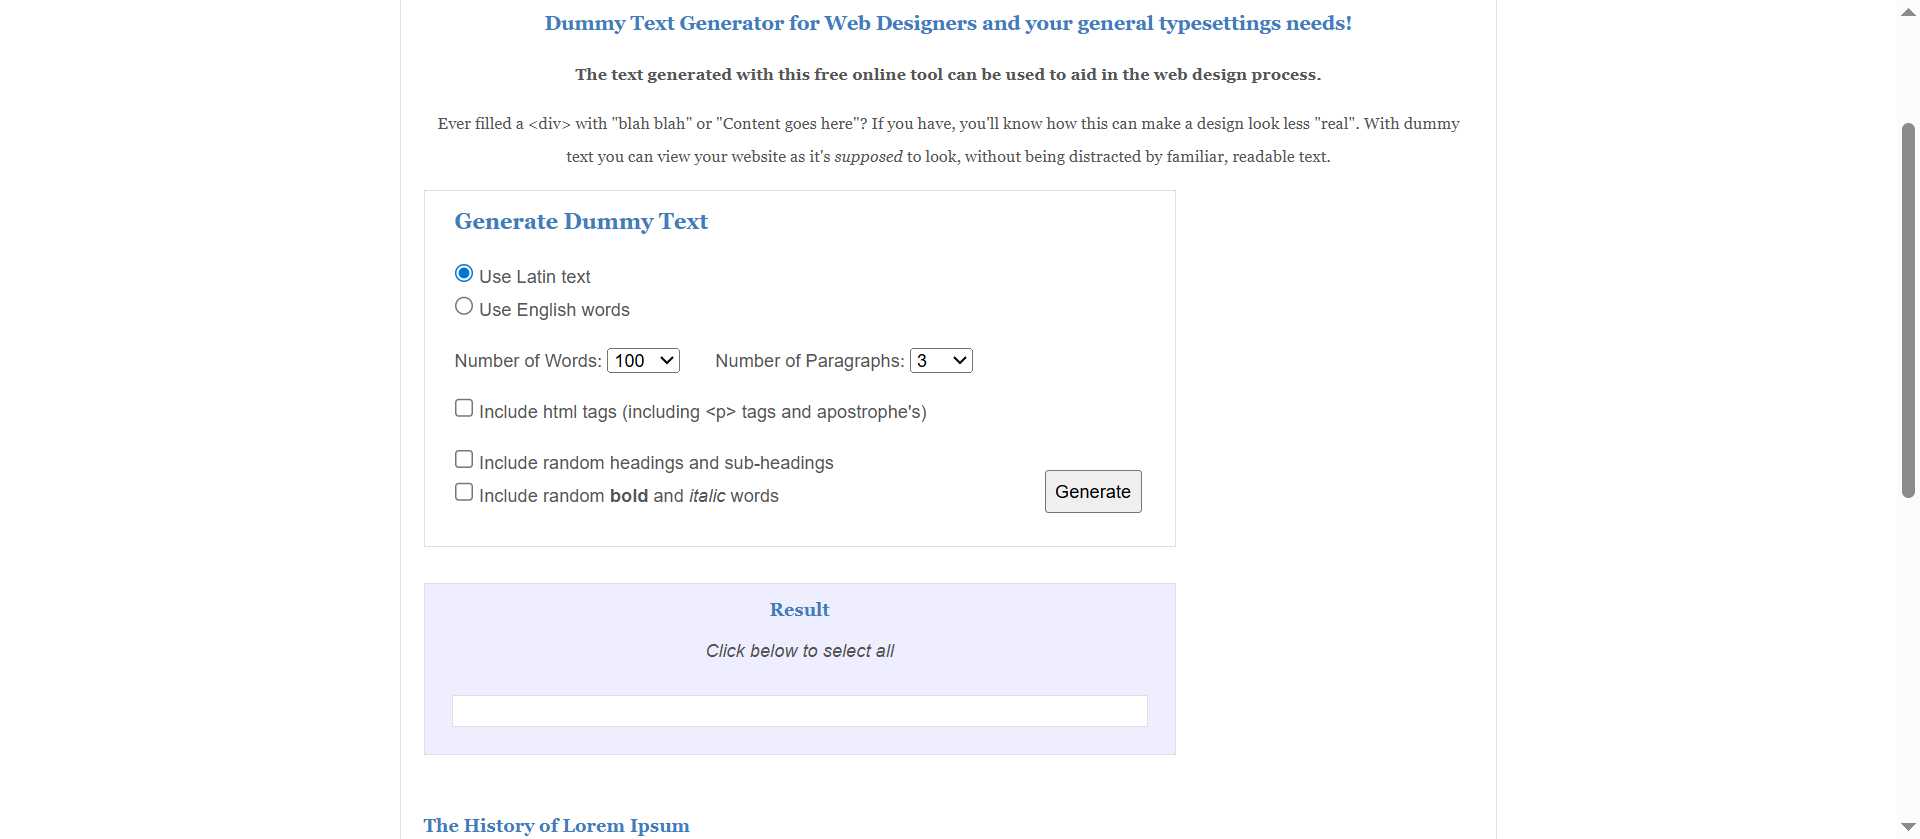 Dummy Text Generator for Web Designers and your general typesettings needs!
The text generated with this free online tool can be used to aid in the web design process.
Ever filled a <div> with "blah blah" or "Content goes here"? If you have, you'll know how this can make a design look less "real". With dummy
text you can view your website as it's supposed to look, without being distracted by familiar, readable text.
Generate Dummy Text
Use Latin text
Use English words
Number of Words: 100 Number of Paragraphs: 3
Include html tags (including <p> tags and apostrophe's)
Include random headings and sub-headings
Include random bold and italic words
Generate
Result
Click below to select all
The History of Lorem Ipsum